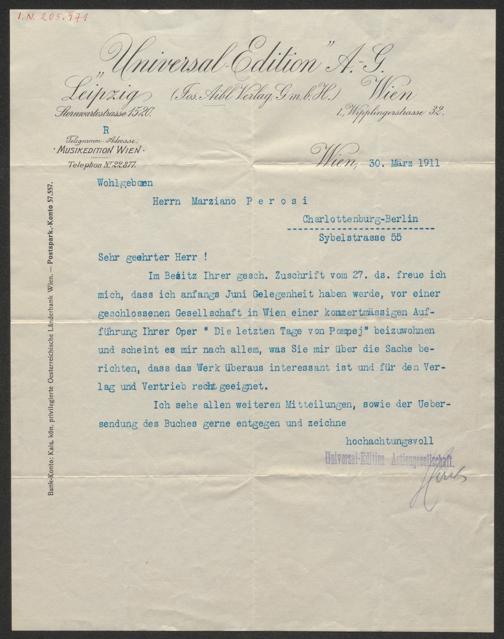 I.N. 205.971
„Universal-Edition" A.-G.
Leipzig (Jos. Aibl Verlag, G.m.b.H.) Wien
Sternwartestrasse 15 20. I, Wipplingerstrasse 32.
R
Telegramm-Adresse:
"MUSIKEDITION WIEN."
Telephon Nr. 22.877.
Wien, 30. März 1911
Wohlgeboen
Herrn Marziano Perosi
Charlottenburg-Berlin
Sybelstrasse 55
Sehr geehrter Herr !
Im Besitz Ihrer gesch. Zuschrift vom 27. ds. freue ich
mich, dass ich anfangs Juni Gelegenheit haben werde, vor einer
geschlossenen Gesellschaft in Wien einer konzertmässigen Auf-
führung Ihrer Oper " Die letzten Tage von Pompej" beizuwohnen
und scheint es mir nach allem, was Sie mir über die Sache be-
richten, dass das Werk überaus interessant ist und für den Ver-
lag und Vertrieb recht geeignet.
Ich sehe allen weiteren Mitteilungen, sowie der Ueber-
sendung des Buches gerne entgegen und zeichne
hochachtungsvoll
Universal-Edition Actiengesellschaft.
Bank-Konto: Kais. kön. privilegierte Oesterreichische Länderbank Wien. — Postspark.-Konto 57.557.